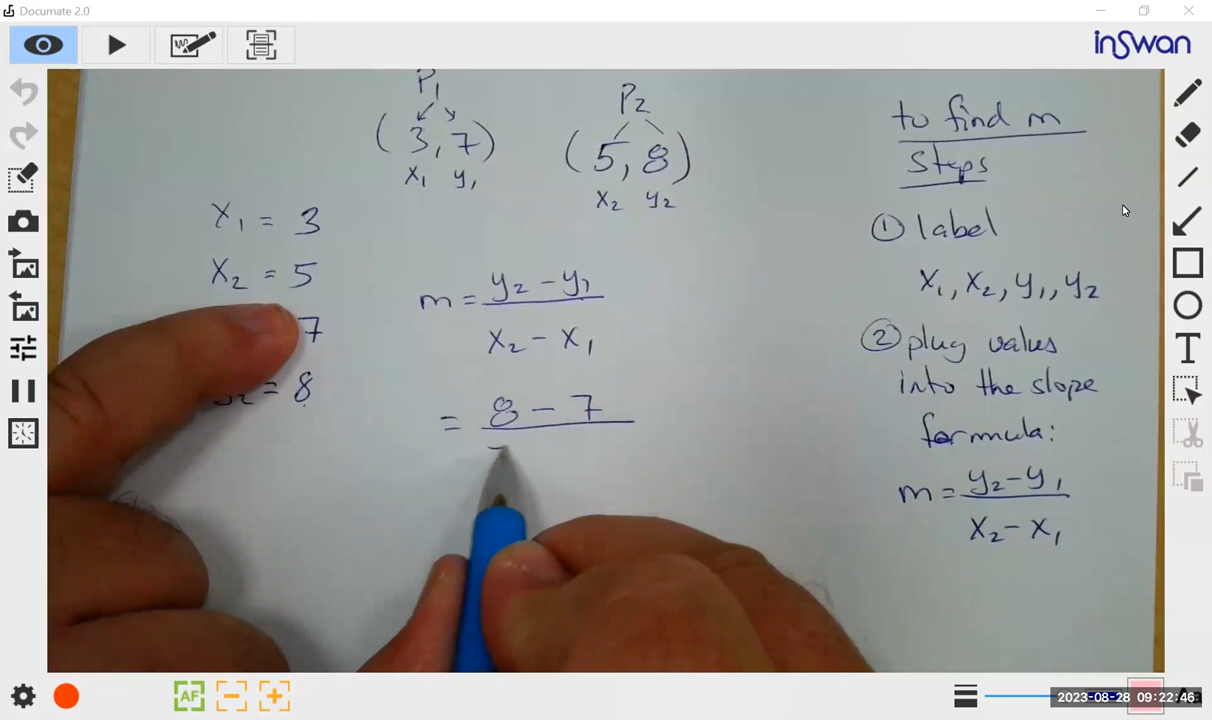 Documate 2.0
inSwan
P1
(3, 7)
x1 y1
P2
(5, 8)
x2 y2
x1 = 3
x2 = 5
7
= 8
m = y2 - y1
x2 - x1
= 8 - 7
to find m
Steps
① label
x1, x2, y1, y2
② plug values
into the slope
formula:
m = y2 - y1
x2 - x1
AF
T
2023-08-28 09:22:46